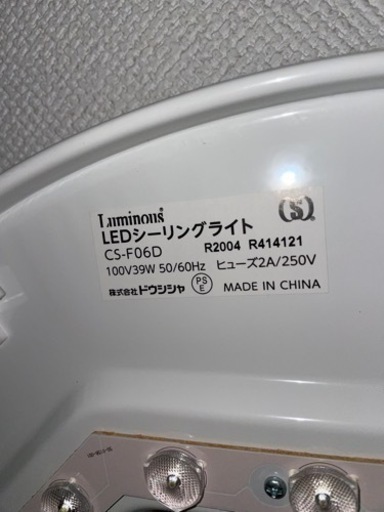 Luminous
LEDシーリングライト
CS-F06D R2004 R414121
100V39W 50/60Hz ヒューズ2A/250V
株式会社ドウシシャ PSE MADE IN CHINA